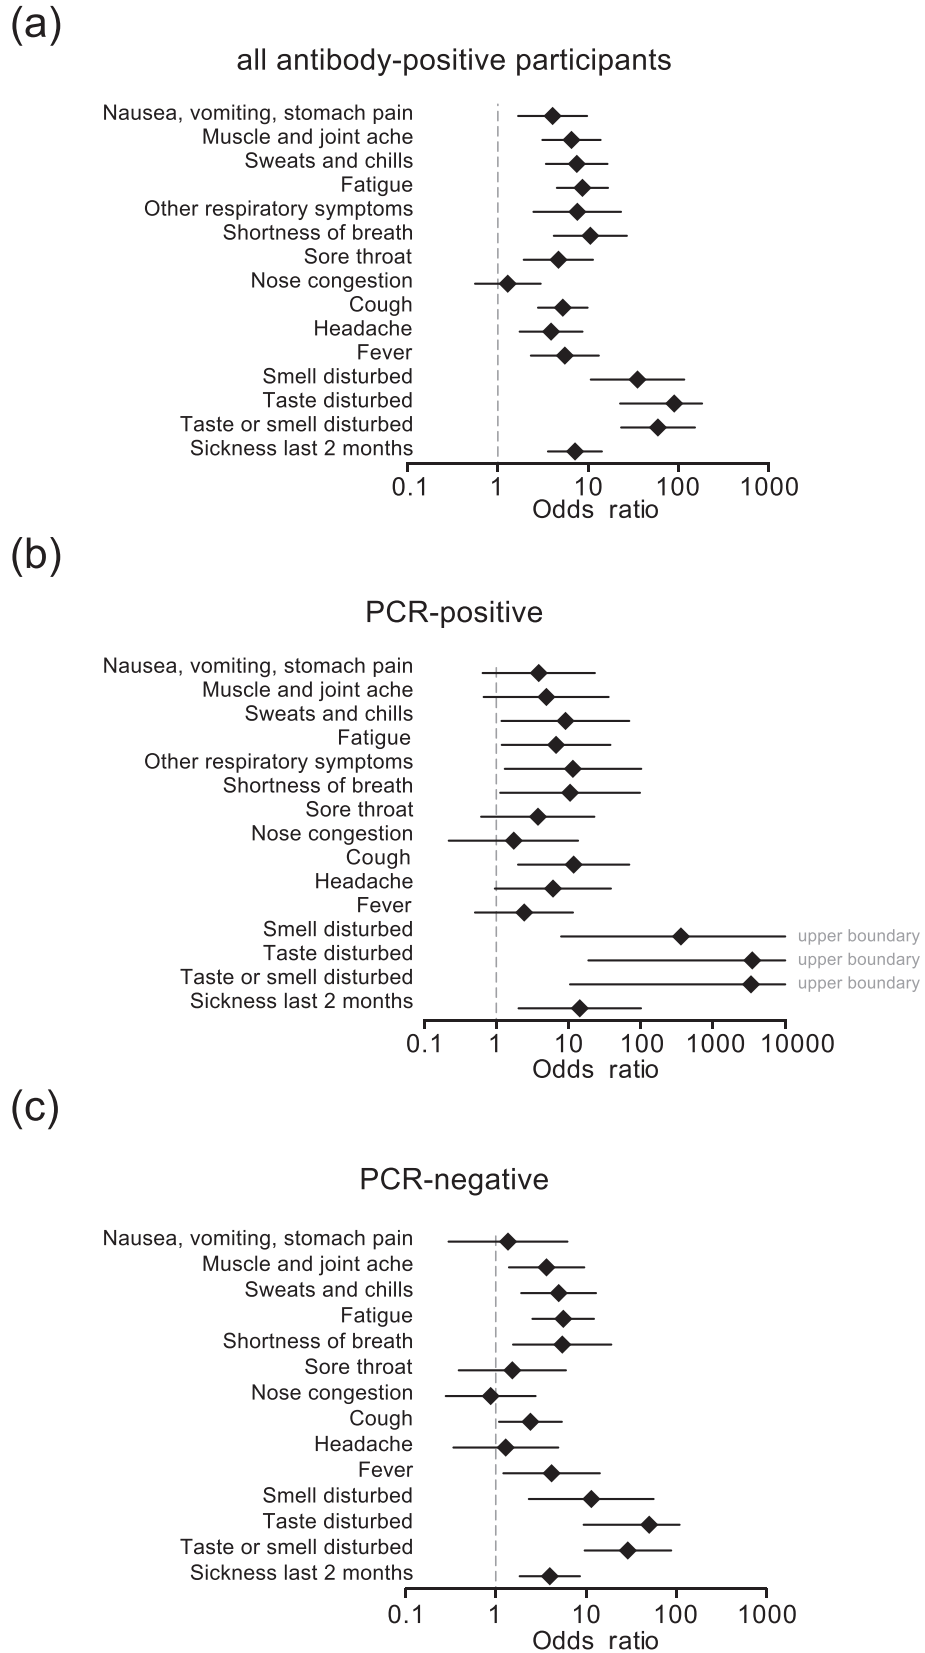 (a)
all antibody-positive participants
Nausea, vomiting, stomach pain
Muscle and joint ache
Sweats and chills
Fatigue
Other respiratory symptoms
Shortness of breath
Sore throat
Nose congestion
Cough
Headache
Fever
Smell disturbed
Taste disturbed
Taste or smell disturbed
Sickness last 2 months
0.1 1 10 100 1000
Odds ratio
(b)
PCR-positive
Nausea, vomiting, stomach pain
Muscle and joint ache
Sweats and chills
Fatigue
Other respiratory symptoms
Shortness of breath
Sore throat
Nose congestion
Cough
Headache
Fever
Smell disturbed upper boundary
Taste disturbed upper boundary
Taste or smell disturbed upper boundary
Sickness last 2 months
0.1 1 10 100 1000 10000
Odds ratio
(c)
PCR-negative
Nausea, vomiting, stomach pain
Muscle and joint ache
Sweats and chills
Fatigue
Shortness of breath
Sore throat
Nose congestion
Cough
Headache
Fever
Smell disturbed
Taste disturbed
Taste or smell disturbed
Sickness last 2 months
0.1 1 10 100 1000
Odds ratio